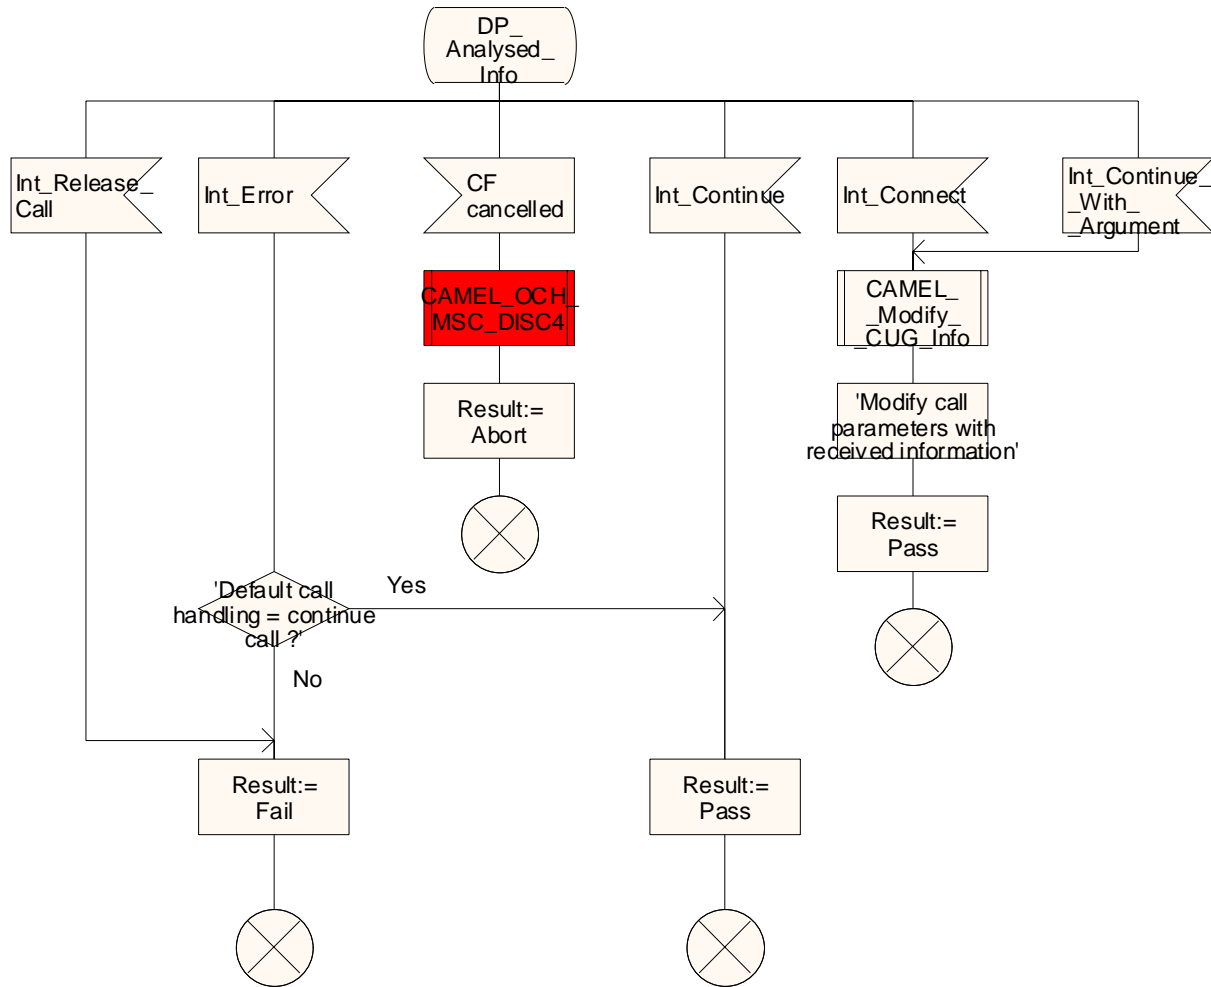 DP_
Analysed_
Info
Int_Release_
Call
Int_Error
CF
cancelled
Int_Continue
Int_Connect
Int_Continue_
_With_
_Argument
CAMEL_OCH_
MSC_DISC4
CAMEL_
_Modify_
_CUG_Info
Result:=
Abort
'Modify call
parameters with
received information'
Result:=
Pass
'Default call
handling = continue
call ?'
Yes
No
Result:=
Fail
Result:=
Pass